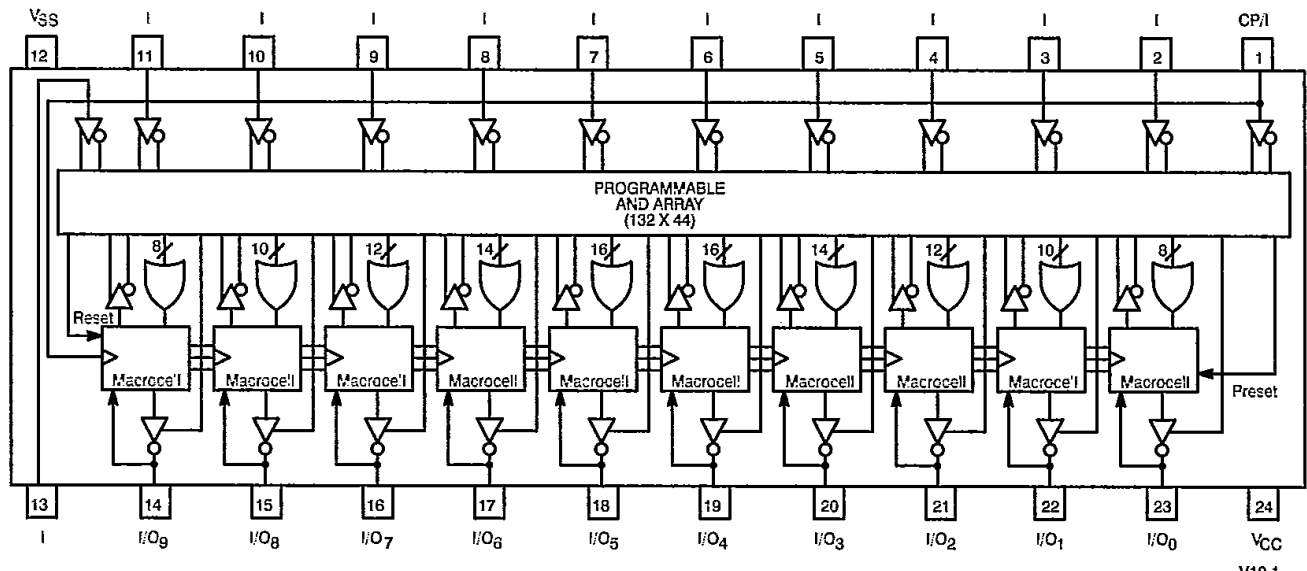 VSS I I I I I I I I I I CP/I
12 11 10 9 8 7 6 5 4 3 2 1
PROGRAMMABLE
AND ARRAY
(132 X 44)
8 10 12 14 16 16 14 12 10 8
Reset
Macrocell Macrocell Macrocell Macrocell Macrocell Macrocell Macrocell Macrocell Macrocell Macrocell
Preset
13 14 15 16 17 18 19 20 21 22 23 24
I I/O9 I/O8 I/O7 I/O6 I/O5 I/O4 I/O3 I/O2 I/O1 I/O0 VCC